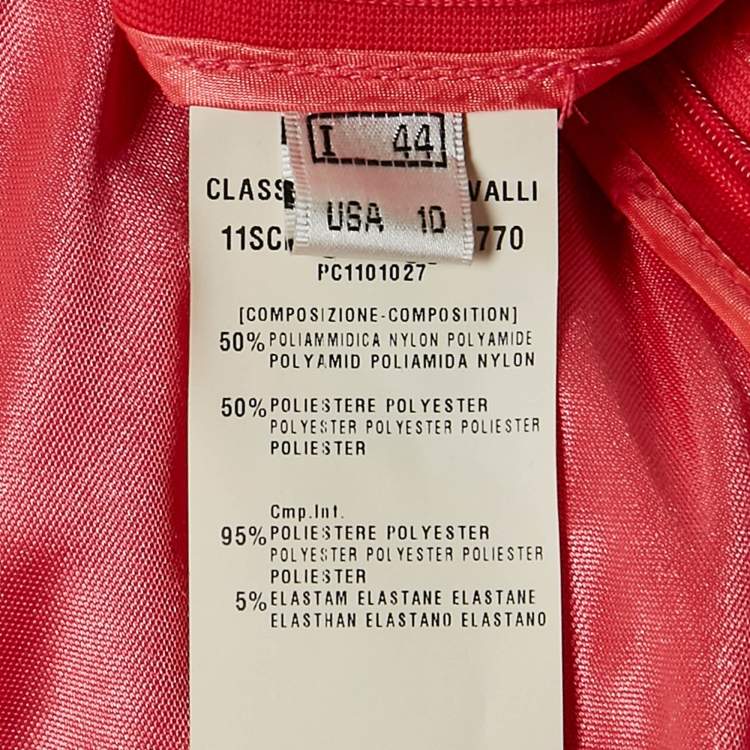 I 44
USA 10
CLASS VALLI
11SC 770
PC1101027
[COMPOSIZIONE-COMPOSITION]
50% POLIAMMIDICA NYLON POLYAMIDE
POLYAMID POLIAMIDA NYLON
50% POLIESTERE POLYESTER
POLYESTER POLYESTER POLIESTER
POLIESTER
Cmp.Int.
95% POLIESTERE POLYESTER
POLYESTER POLYESTER POLIESTER
POLIESTER
5% ELASTAM ELASTANE ELASTANE
ELASTHAN ELASTANO ELASTANO